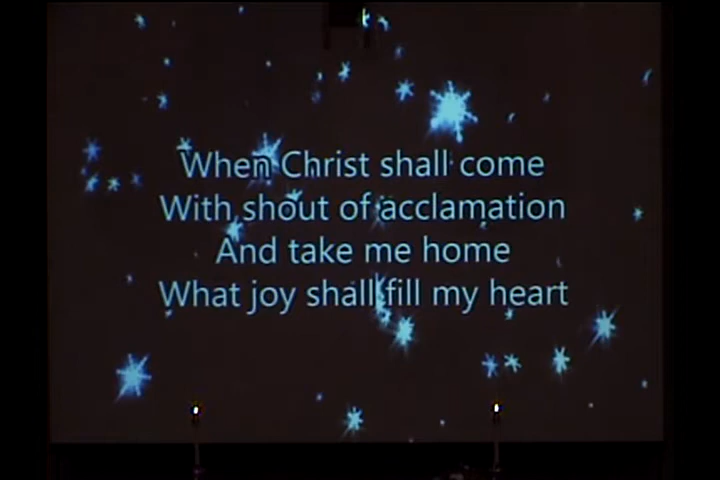 When Christ shall come
With shout of acclamation
And take me home
What joy shall fill my heart